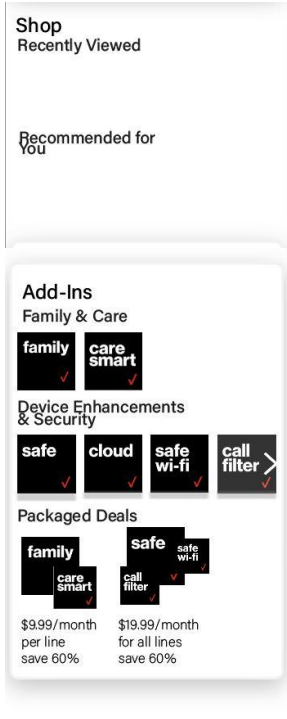 Shop
Recently Viewed
Recommended for
You
Add-Ins
Family & Care
family
care
smart
Device Enhancements
& Security
safe
cloud
safe
wi-fi
call
filter
Packaged Deals
family
care
smart
safe
safe
wi-fi
call
filter
$9.99/month
per line
save 60%
$19.99/month
for all lines
save 60%